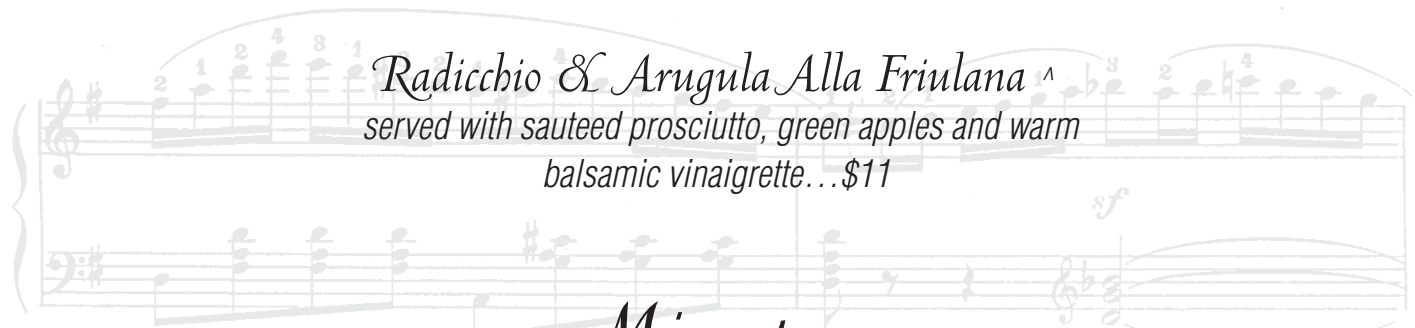 Radicchio & Arugula Alla Friulana ^
served with sauteed prosciutto, green apples and warm
balsamic vinaigrette…$11